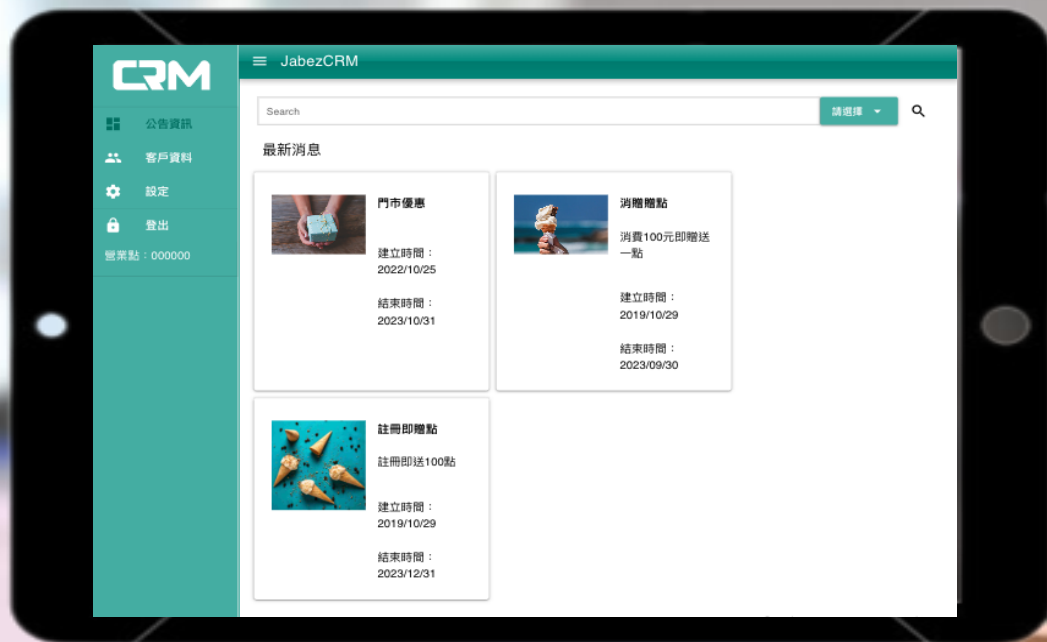 CRM
JabezCRM
公告資訊
客戶資料
設定
登出
營業點：000000
Search
請選擇
最新消息
門市優惠
建立時間：
2022/10/25
結束時間：
2023/10/31
消贈贈點
消費100元即贈送
一點
建立時間：
2019/10/29
結束時間：
2023/09/30
註冊即贈點
註冊即送100點
建立時間：
2019/10/29
結束時間：
2023/12/31